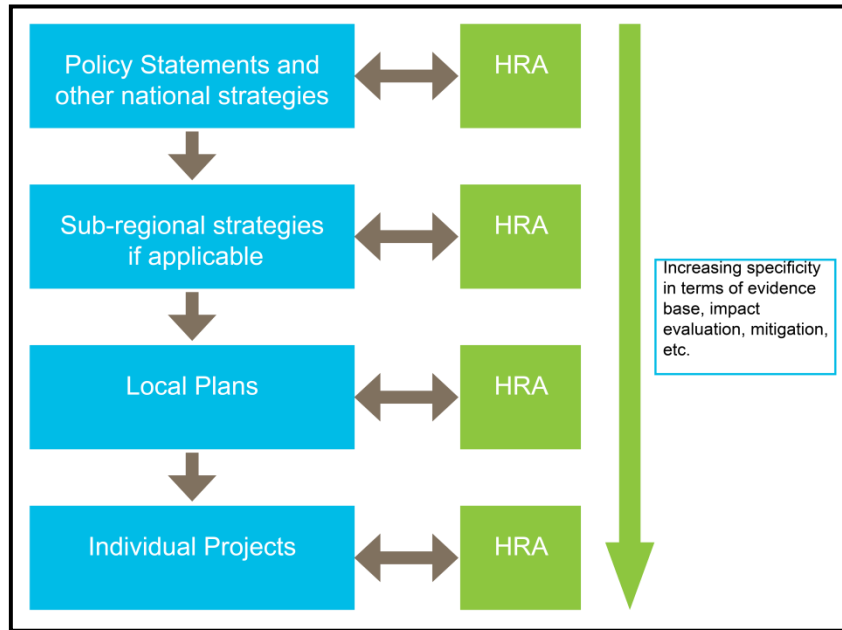 Policy Statements and
other national strategies
HRA
Sub-regional strategies
if applicable
HRA
Local Plans
HRA
Individual Projects
HRA
Increasing specificity
in terms of evidence
base, impact
evaluation, mitigation,
etc.